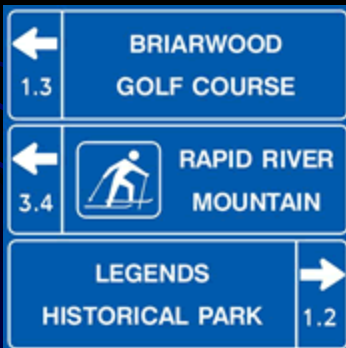 BRIARWOOD
1.3 GOLF COURSE
RAPID RIVER
3.4 MOUNTAIN
LEGENDS
HISTORICAL PARK 1.2